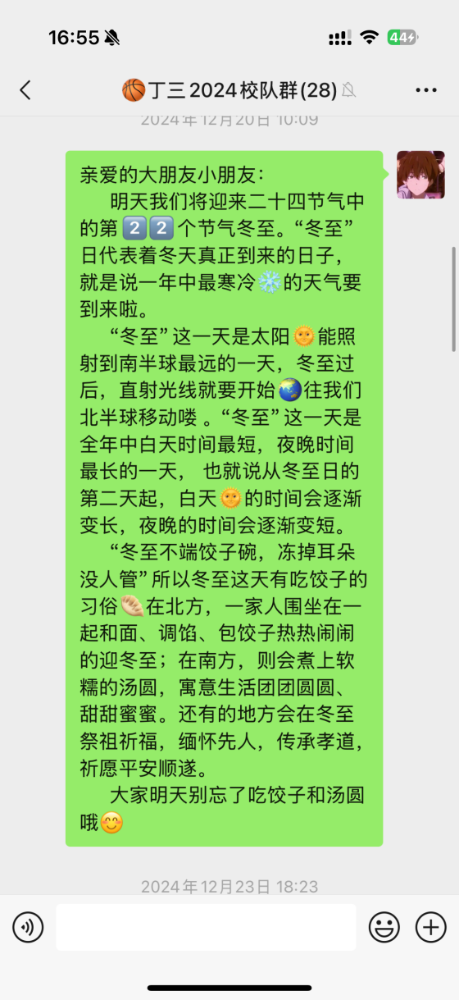 16:55
44
🏀丁三2024校队群(28)
2024年12月20日 10:09
亲爱的大朋友小朋友：
明天我们将迎来二十四节气中
的第2️⃣2️⃣个节气冬至。“冬至”
日代表着冬天真正到来的日子，
就是说一年中最寒冷❄️的天气要
到来啦。
“冬至” 这一天是太阳🌞能照
射到南半球最远的一天，冬至过
后，直射光线就要开始🌏往我们
北半球移动喽 。“冬至” 这一天是
全年中白天时间最短，夜晚时间
最长的一天， 也就说从冬至日的
第二天起，白天🌞的时间会逐渐
变长，夜晚的时间会逐渐变短。
“冬至不端饺子碗，冻掉耳朵
没人管” 所以冬至这天有吃饺子的
习俗🥟在北方，一家人围坐在一
起和面、调馅、包饺子热热闹闹
的迎冬至；在南方，则会煮上软
糯的汤圆，寓意生活团团圆圆、
甜甜蜜蜜。还有的地方会在冬至
祭祖祈福，缅怀先人，传承孝道，
祈愿平安顺遂。
大家明天别忘了吃饺子和汤圆
哦😊
2024年12月23日 18:23